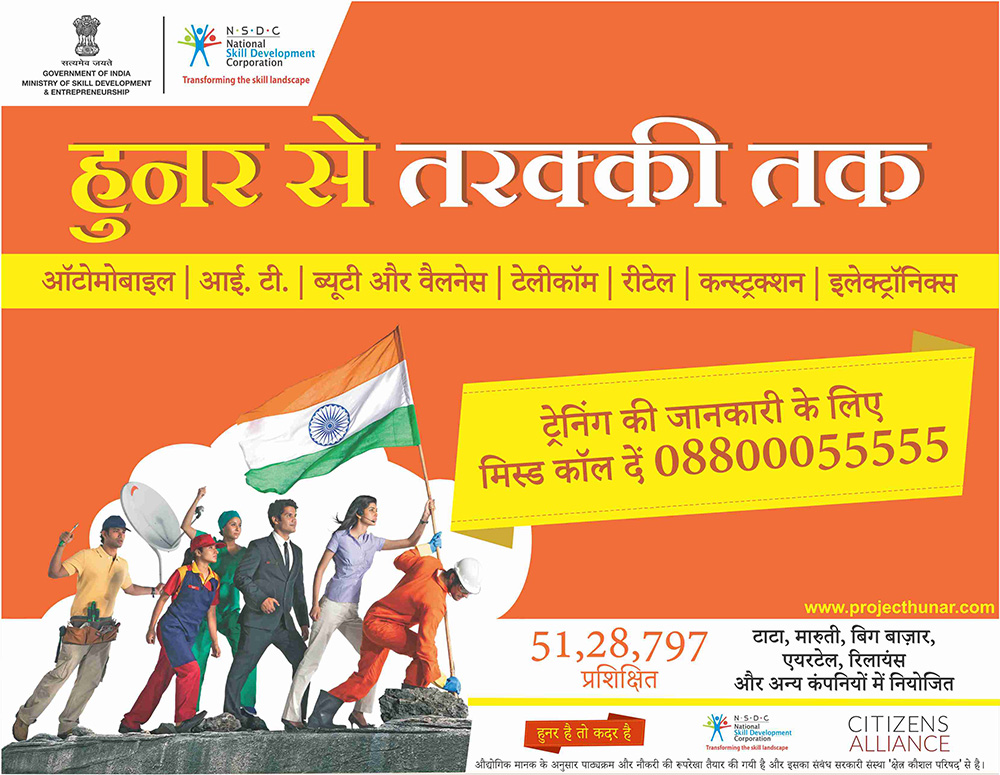 सत्यमेव जयते
GOVERNMENT OF INDIA
MINISTRY OF SKILL DEVELOPMENT
& ENTREPRENEURSHIP
N·S·D·C
National
Skill Development
Corporation
Transforming the skill landscape
हुनर से तरक्की तक
ऑटोमोबाइल | आई. टी. | ब्यूटी और वैलनेस | टेलीकॉम | रीटेल | कन्स्ट्रक्शन | इलेक्ट्रॉनिक्स
ट्रेनिंग की जानकारी के लिए
मिस्ड कॉल दें 08800055555
www.projecthunar.com
51,28,797
प्रशिक्षित
टाटा, मारुती, बिग बाज़ार,
एयरटेल, रिलायंस
और अन्य कंपनियों में नियोजित
हुनर है तो कदर है
N·S·D·C
National
Skill Development
Corporation
Transforming the skill landscape
CITIZENS
ALLIANCE
औद्योगिक मानक के अनुसार पाठ्यक्रम और नौकरी की रुपरेखा तैयार की गयी है और इसका संबंध सरकारी संस्था 'क्षेत्र कौशल परिषद' से है।